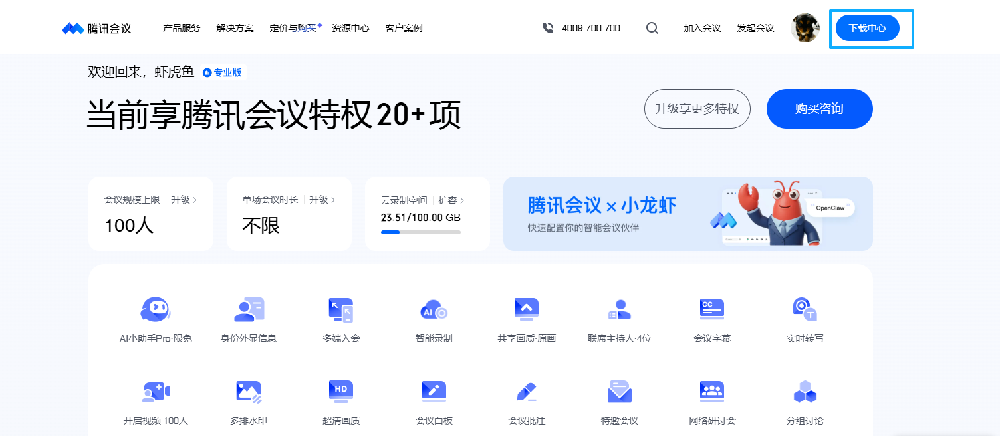 腾讯会议 产品服务 解决方案 定价与购买 资源中心 客户案例 4009-700-700 加入会议 发起会议 下载中心
欢迎回来，虾虎鱼 专业版
当前享腾讯会议特权20+项
升级享更多特权 购买咨询
会议规模上限 升级
100人
单场会议时长 升级
不限
云录制空间 扩容
23.51/100.00 GB
腾讯会议 × 小龙虾
快速配置你的智能会议伙伴
OpenClaw
AI小助手Pro·限免 身份外显信息 多端入会 智能录制 共享画质·原画 联席主持人·4位 会议字幕 实时转写
开启视频·100人 多排水印 超清画质 会议白板 会议批注 特邀会议 网络研讨会 分组讨论